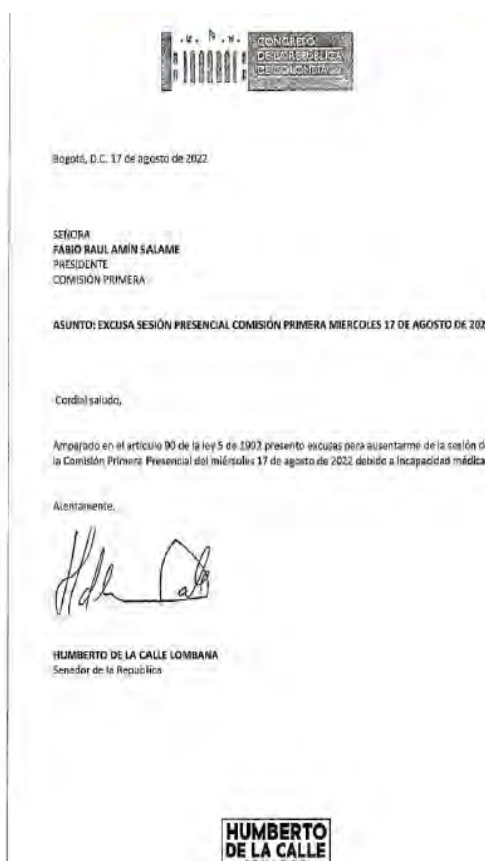 CONGRESO
DE LA REPÚBLICA
DE COLOMBIA
Bogotá, D.C. 17 de agosto de 2022
SEÑORA
FABIO RAUL AMÍN SALAME
PRESIDENTE
COMISIÓN PRIMERA
ASUNTO: EXCUSA SESIÓN PRESENCIAL COMISIÓN PRIMERA MIERCOLES 17 DE AGOSTO DE 202
Cordial saludo,
Amparado en el artículo 90 de la ley 5 de 1992 presento excusas para ausentarme de la sesión de
la Comisión Primera Presencial del miércoles 17 de agosto de 2022 debido a incapacidad médica
Atentamente,
HUMBERTO DE LA CALLE LOMBANA
Senador de la Republica
HUMBERTO
DE LA CALLE